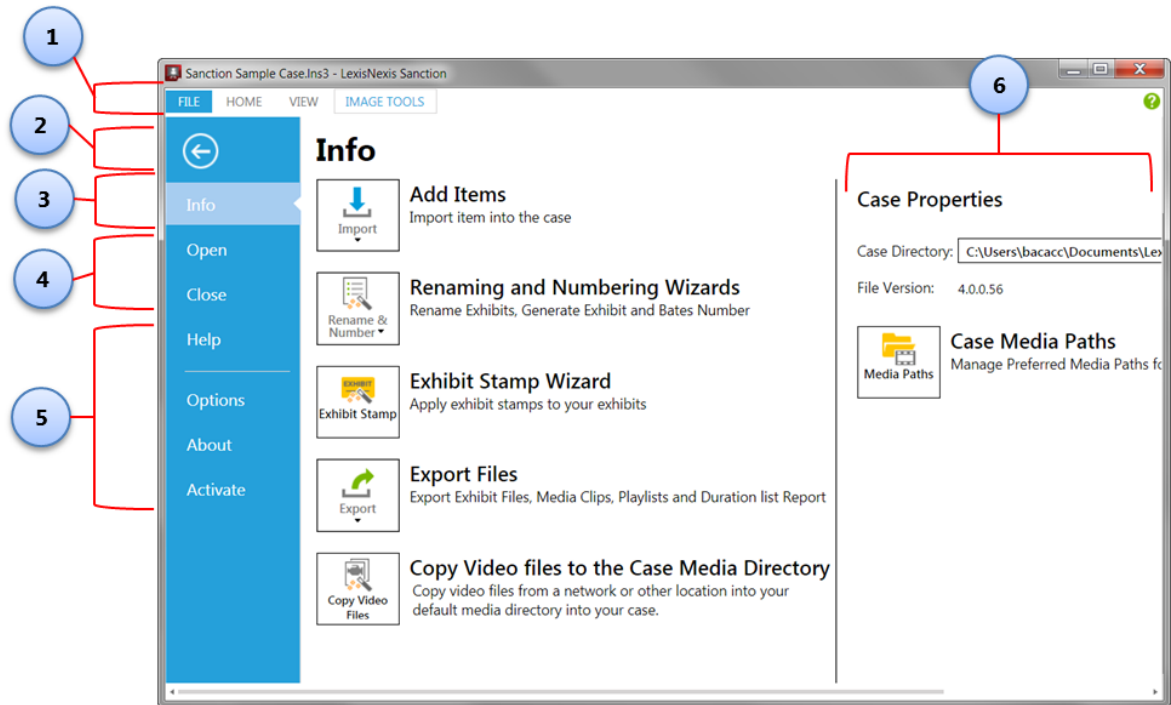 1
Sanction Sample Case.lns3 - LexisNexis Sanction
6
FILE HOME VIEW IMAGE TOOLS
?
2
3
4
5
Info
Open
Close
Help
Options
About
Activate
Info
Import
Add Items
Import item into the case
Rename &
Number
Renaming and Numbering Wizards
Rename Exhibits, Generate Exhibit and Bates Number
EXHIBIT
Exhibit Stamp
Exhibit Stamp Wizard
Apply exhibit stamps to your exhibits
Export
Export Files
Export Exhibit Files, Media Clips, Playlists and Duration list Report
Copy Video
Files
Copy Video files to the Case Media Directory
Copy video files from a network or other location into your
default media directory into your case.
Case Properties
Case Directory: C:\Users\bacacc\Documents\Lex
File Version: 4.0.0.56
Media Paths
Case Media Paths
Manage Preferred Media Paths fo